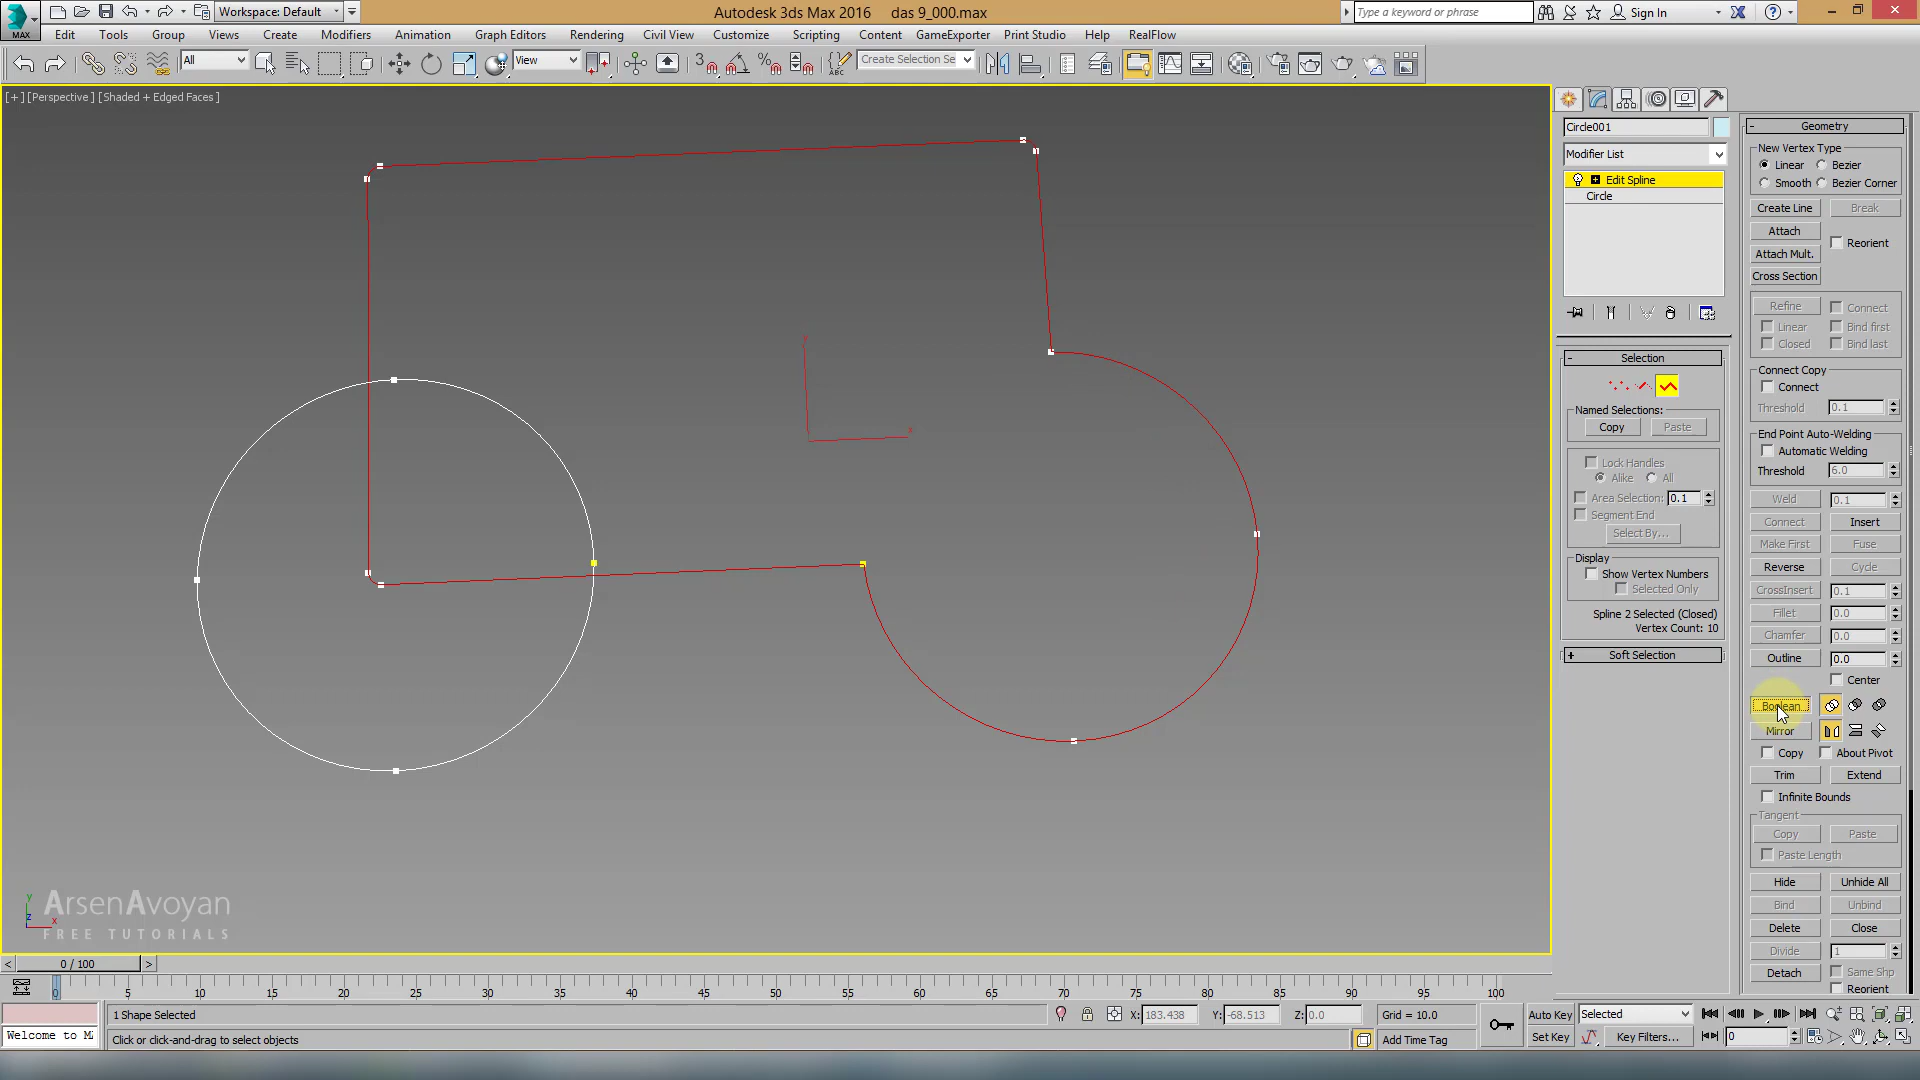 Workspace: Default
Autodesk 3ds Max 2016 das 9_000.max
Type a keyword or phrase
Sign In
MAX
Edit Tools Group Views Create Modifiers Animation Graph Editors Rendering Civil View Customize Scripting Content GameExporter Print Studio Help RealFlow
All
View
3
ABC
Create Selection Se
[+] [Perspective ] [Shaded + Edged Faces ]
Circle001
Modifier List
Edit Spline
Circle
Selection
Named Selections:
Copy Paste
Lock Handles
Alike All
Area Selection: 0.1
Segment End
Select By...
Display
Show Vertex Numbers
Selected Only
Spline 2 Selected (Closed)
Vertex Count: 10
Soft Selection
Geometry
New Vertex Type
Linear Bezier
Smooth Bezier Corner
Create Line Break
Attach
Reorient
Attach Mult.
Cross Section
Refine Connect
Linear Bind first
Closed Bind last
Connect Copy
Connect
Threshold 0.1
End Point Auto-Welding
Automatic Welding
Threshold 6.0
Weld 0.1
Connect Insert
Make First Fuse
Reverse Cycle
CrossInsert 0.1
Fillet 0.0
Chamfer 0.0
Outline 0.0
Center
Boolean
Mirror
Copy About Pivot
Trim Extend
Infinite Bounds
Tangent
Copy Paste
Paste Length
Hide Unhide All
Bind Unbind
Delete Close
Divide 1
Detach Same Shp
Reorient
x
y
z
x
ArsenAvoyan
FREE TUTORIALS
< 0 / 100 >
0 5 10 15 20 25 30 35 40 45 50 55 60 65 70 75 80 85 90 95 100
1 Shape Selected
X: 183.438 Y: -68.513 Z: 0.0 Grid = 10.0
Auto Key Selected
Welcome to M
Click or click-and-drag to select objects
Add Time Tag
Set Key Key Filters... 0